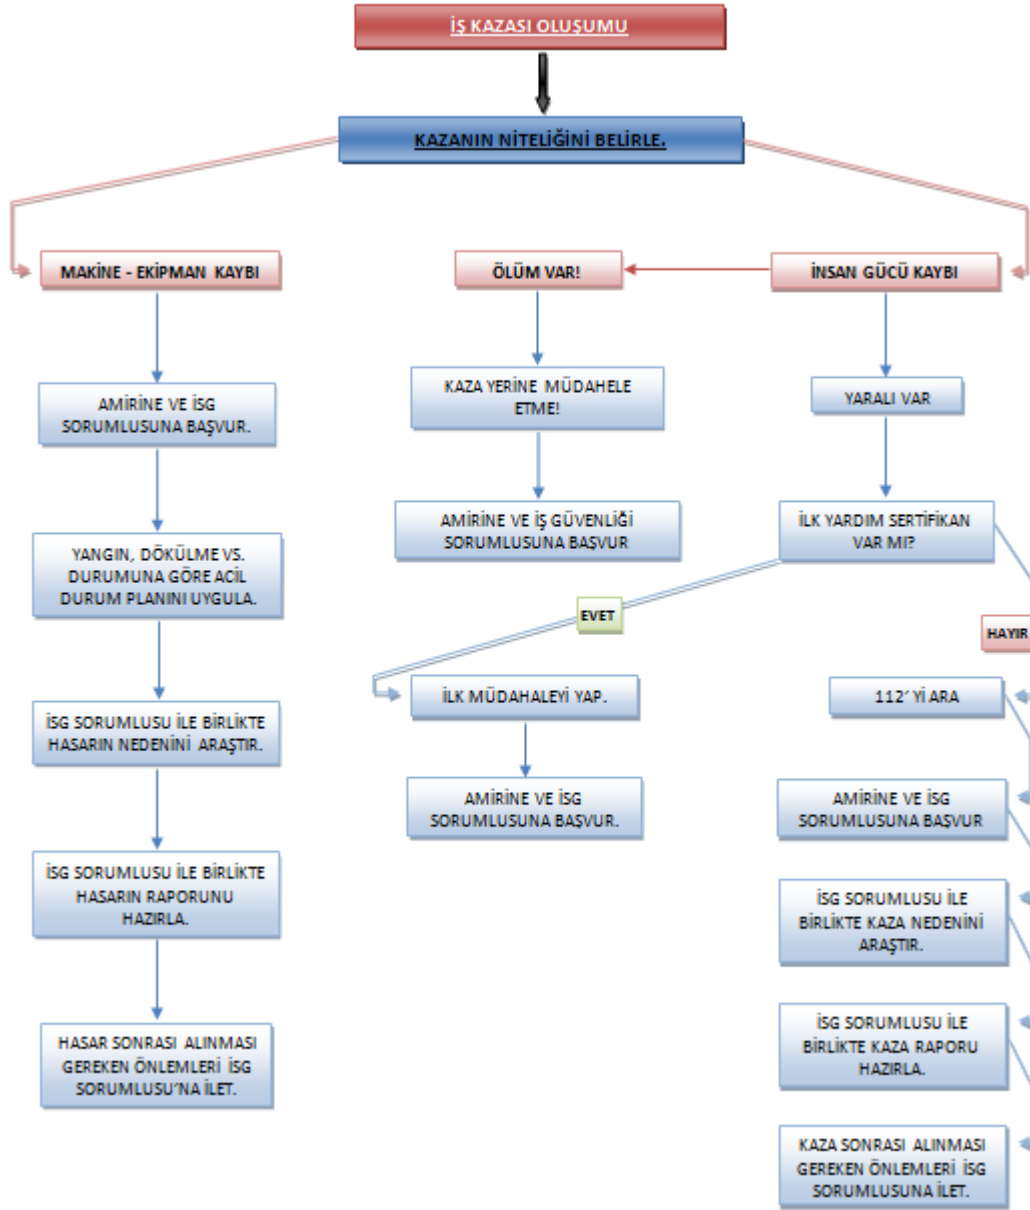 İŞ KAZASI OLUŞUMU
KAZANIN NİTELİĞİNİ BELİRLE.
MAKİNE - EKİPMAN KAYBI
ÖLÜM VAR!
İNSAN GÜCÜ KAYBI
AMİRİNE VE İSG
SORUMLUSUNA BAŞVUR.
KAZA YERİNE MÜDAHELE
ETME!
YARALI VAR
YANGIN, DÖKÜLME VS.
DURUMUNA GÖRE ACİL
DURUM PLANINI UYGULA.
AMİRİNE VE İŞ GÜVENLİĞİ
SORUMLUSUNA BAŞVUR
İLK YARDIM SERTİFİKAN
VAR MI?
EVET
HAYIR
İSG SORUMLUSU İLE BİRLİKTE
HASARIN NEDENİNİ ARAŞTIR.
İLK MÜDAHALEYİ YAP.
112' Yİ ARA
AMİRİNE VE İSG
SORUMLUSUNA BAŞVUR.
AMİRİNE VE İSG
SORUMLUSUNA BAŞVUR
İSG SORUMLUSU İLE BİRLİKTE
HASARIN RAPORUNU
HAZIRLA.
İSG SORUMLUSU İLE
BİRLİKTE KAZA NEDENİNİ
ARAŞTIR.
HASAR SONRASI ALINMASI
GEREKEN ÖNLEMLERİ İSG
SORUMLUSU'NA İLET.
İSG SORUMLUSU İLE
BİRLİKTE KAZA RAPORU
HAZIRLA.
KAZA SONRASI ALINMASI
GEREKEN ÖNLEMLERİ İSG
SORUMLUSUNA İLET.